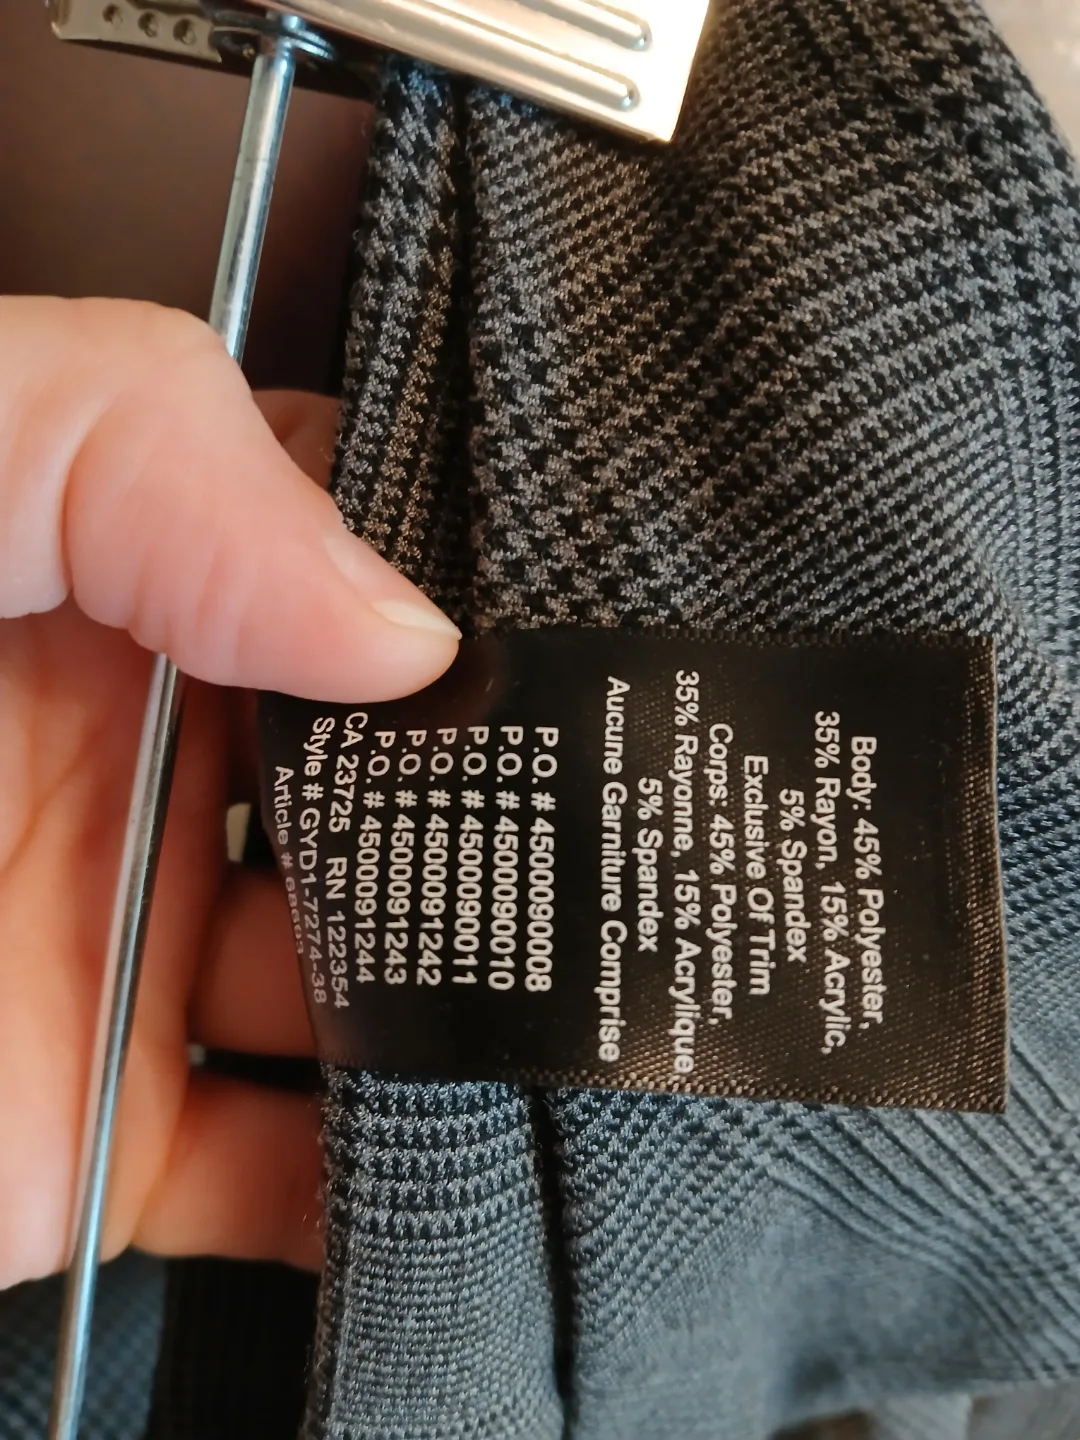 Body: 45% Polyester,
35% Rayon, 15% Acrylic,
5% Spandex
Exclusive Of Trim
Corps: 45% Polyester,
35% Rayonne, 15% Acrylique
5% Spandex
Aucune Garniture Comprise
P.O. # 4500090008
P.O. # 4500090010
P.O. # 4500090011
P.O. # 4500091242
P.O. # 4500091243
P.O. # 4500091244
CA 23725 RN 122354
Style # GYD1-7274-38
Article #